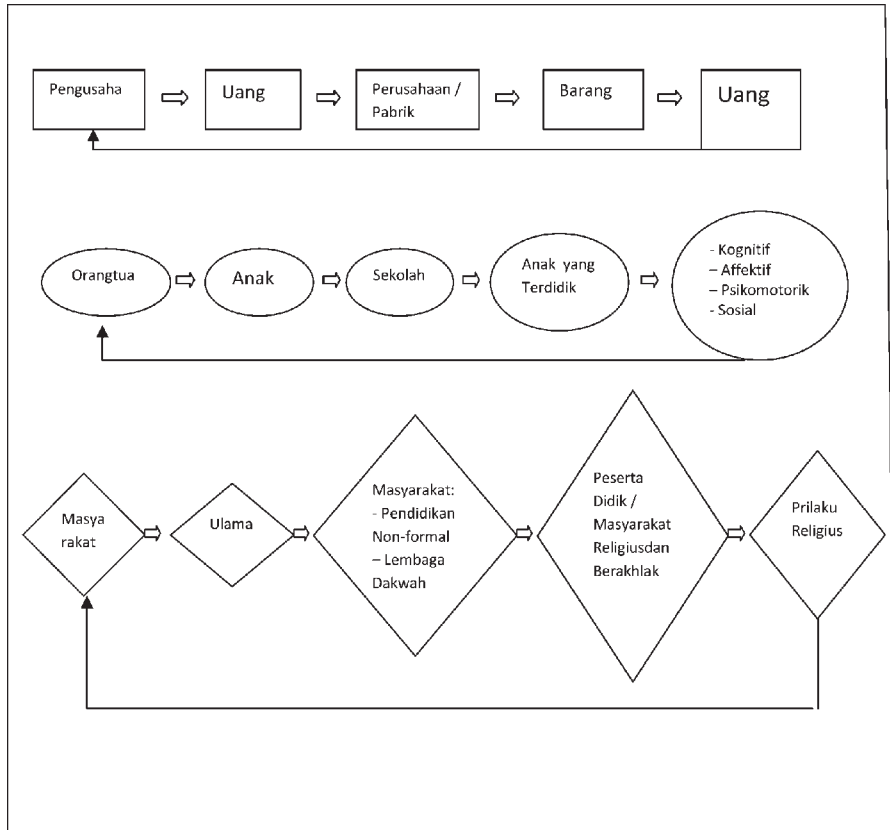 Pengusaha
Uang
Perusahaan /
Pabrik
Barang
Uang
Orangtua
Anak
Sekolah
Anak yang
Terdidik
- Kognitif
– Affektif
– Psikomotorik
- Sosial
Masya
rakat
Ulama
Masyarakat:
- Pendidikan
Non-formal
– Lembaga
Dakwah
Peserta
Didik /
Masyarakat
Religiusdan
Berakhlak
Prilaku
Religius